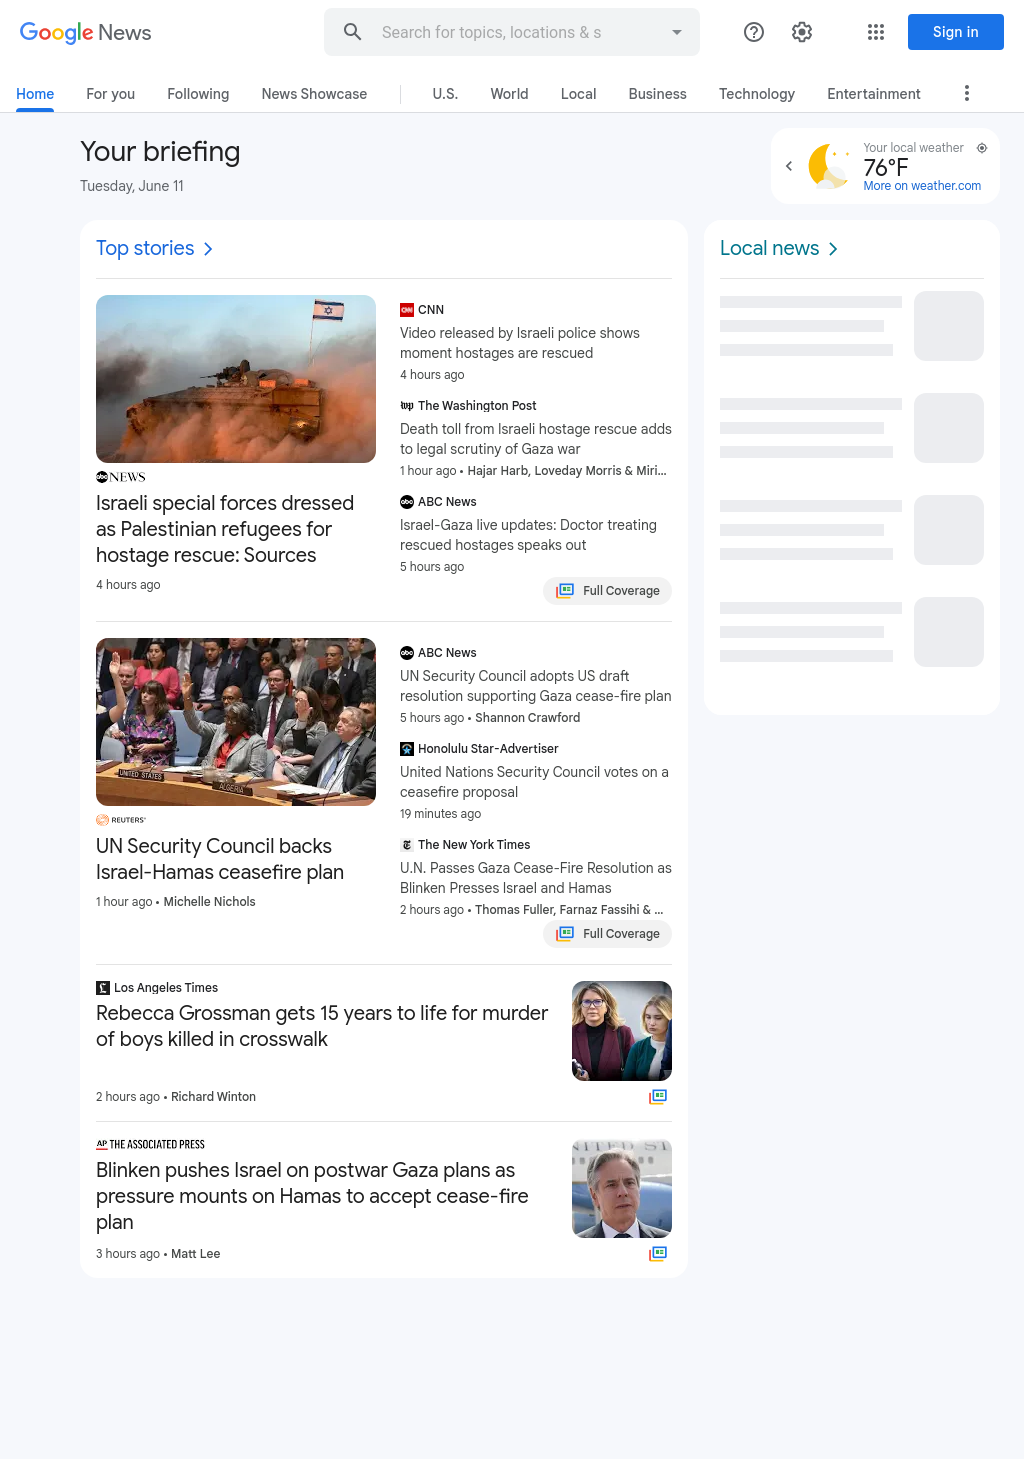 Google News
Search for topics, locations & s
Sign in
Home
For you
Following
News Showcase
U.S.
World
Local
Business
Technology
Entertainment
Your briefing
Tuesday, June 11
Your local weather
76°F
More on weather.com
Top stories
abc NEWS
Israeli special forces dressed
as Palestinian refugees for
hostage rescue: Sources
4 hours ago
CNN
CNN
Video released by Israeli police shows
moment hostages are rescued
4 hours ago
wp
The Washington Post
Death toll from Israeli hostage rescue adds
to legal scrutiny of Gaza war
1 hour ago • Hajar Harb, Loveday Morris & Miri...
abc
ABC News
Israel-Gaza live updates: Doctor treating
rescued hostages speaks out
5 hours ago
Full Coverage
UNITED STATES
ALGERIA
REUTERS
UN Security Council backs
Israel-Hamas ceasefire plan
1 hour ago • Michelle Nichols
abc
ABC News
UN Security Council adopts US draft
resolution supporting Gaza cease-fire plan
5 hours ago • Shannon Crawford
Honolulu Star-Advertiser
United Nations Security Council votes on a
ceasefire proposal
19 minutes ago
The New York Times
U.N. Passes Gaza Cease-Fire Resolution as
Blinken Presses Israel and Hamas
2 hours ago • Thomas Fuller, Farnaz Fassihi & ...
Full Coverage
Los Angeles Times
Rebecca Grossman gets 15 years to life for murder
of boys killed in crosswalk
2 hours ago • Richard Winton
AP THE ASSOCIATED PRESS
Blinken pushes Israel on postwar Gaza plans as
pressure mounts on Hamas to accept cease-fire
plan
3 hours ago • Matt Lee
Local news